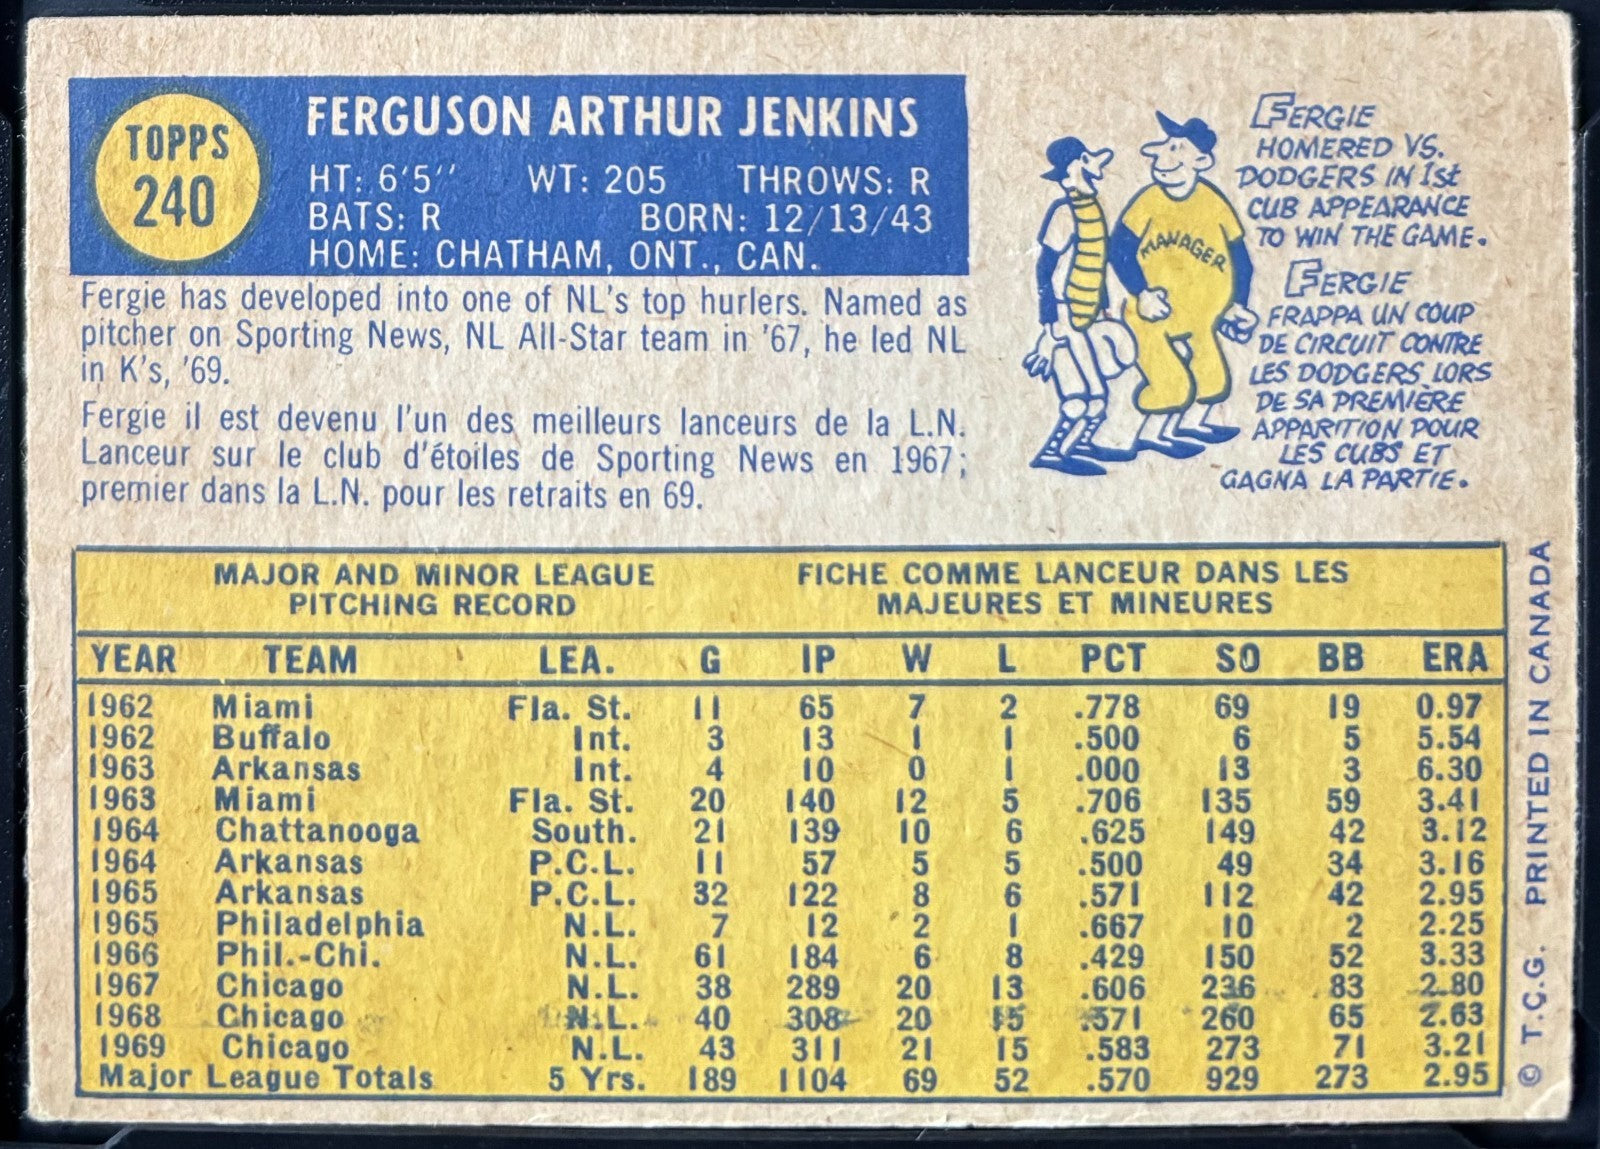 TOPPS
240
FERGUSON ARTHUR JENKINS
HT: 6'5'' WT: 205 THROWS: R
BATS: R BORN: 12/13/43
HOME: CHATHAM, ONT., CAN.
Fergie has developed into one of NL's top hurlers. Named as
pitcher on Sporting News, NL All-Star team in '67, he led NL
in K's, '69.
Fergie il est devenu l'un des meilleurs lanceurs de la L.N.
Lanceur sur le club d'étoiles de Sporting News en 1967;
premier dans la L.N. pour les retraits en 69.
MANAGER
FERGIE
HOMERED VS.
DODGERS IN 1st
CUB APPEARANCE
TO WIN THE GAME.
FERGIE
FRAPPA UN COUP
DE CIRCUIT CONTRE
LES DODGERS LORS
DE SA PREMIÈRE
APPARITION POUR
LES CUBS ET
GAGNA LA PARTIE.
MAJOR AND MINOR LEAGUE
PITCHING RECORD
FICHE COMME LANCEUR DANS LES
MAJEURES ET MINEURES
YEAR TEAM LEA. G IP W L PCT SO BB ERA
1962 Miami Fla. St. 11 65 7 2 .778 69 19 0.97
1962 Buffalo Int. 3 13 1 1 .500 6 5 5.54
1963 Arkansas Int. 4 10 0 1 .000 13 3 6.30
1963 Miami Fla. St. 20 140 12 5 .706 135 59 3.41
1964 Chattanooga South. 21 139 10 6 .625 149 42 3.12
1964 Arkansas P.C.L. 11 57 5 5 .500 49 34 3.16
1965 Arkansas P.C.L. 32 122 8 6 .571 112 42 2.95
1965 Philadelphia N.L. 7 12 2 1 .667 10 2 2.25
1966 Phil.-Chi. N.L. 61 184 6 8 .429 150 52 3.33
1967 Chicago N.L. 38 289 20 13 .606 236 83 2.80
1968 Chicago N.L. 40 308 20 15 .571 260 65 2.63
1969 Chicago N.L. 43 311 21 15 .583 273 71 3.21
Major League Totals 5 Yrs. 189 1104 69 52 .570 929 273 2.95
© T.C.G. PRINTED IN CANADA